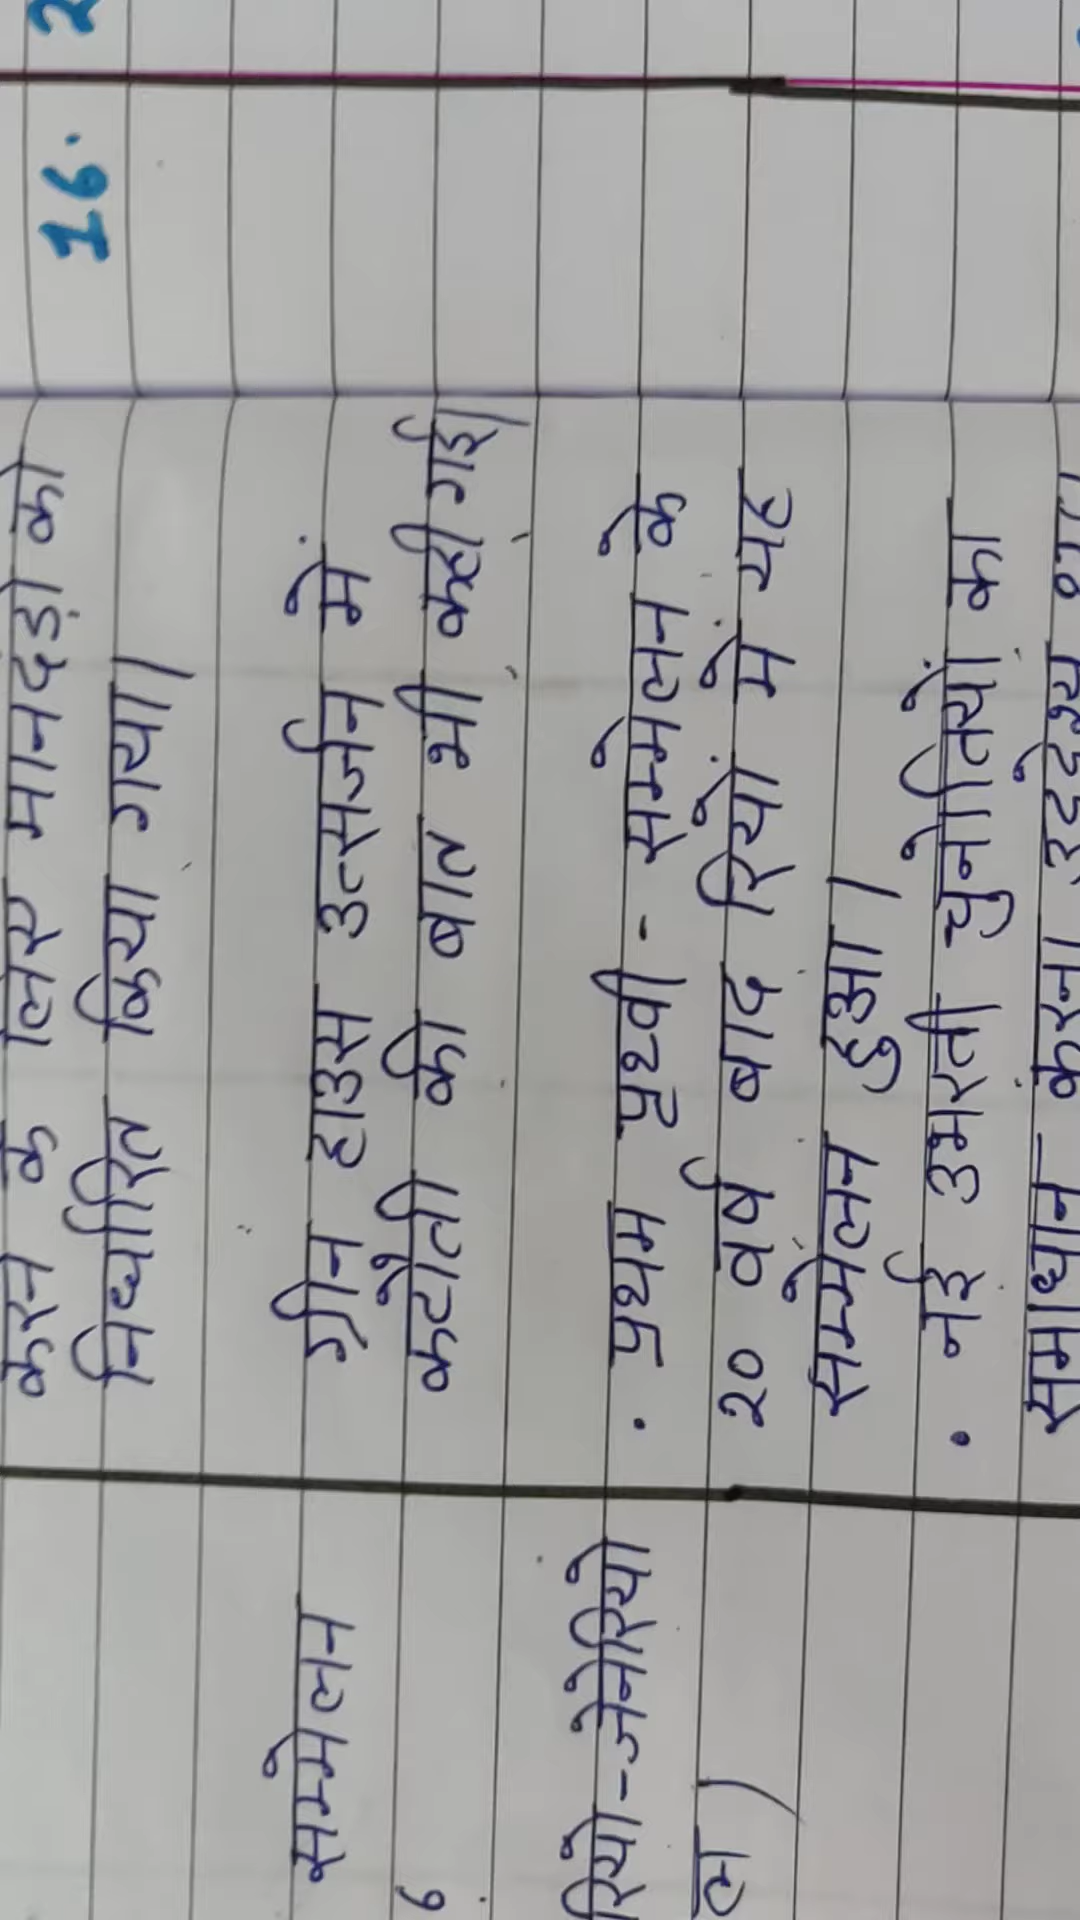 करने के लिए मानदंडों का
निर्धारित किया गया।
सम्मेलन ग्रीन हाउस उत्सर्जन में
कटौती की बात भी कही गई।
रियो-जेनेरियो • प्रथम पृथ्वी - सम्मेलन के
20 वर्ष बाद रियो में यह
सम्मेलन हुआ।
• नई उभरती चुनौतियों का
समाधान करना उद्देश्य
16.